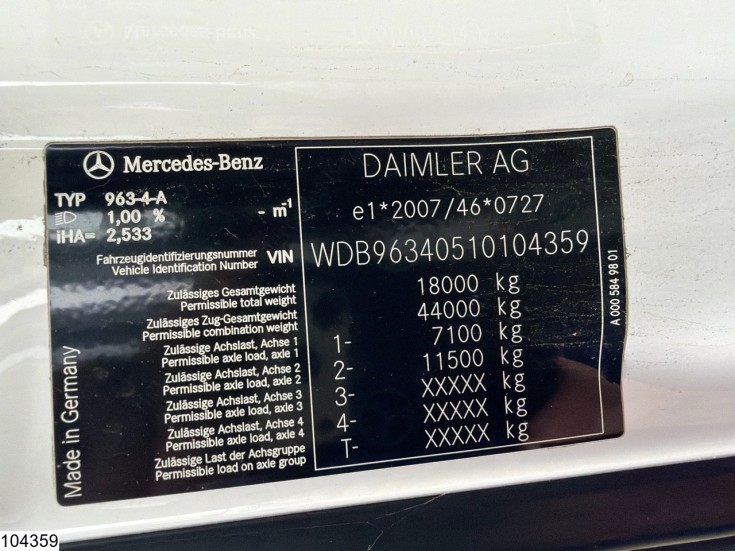 Mercedes-Benz
DAIMLER AG
TYP 963-4-A
1,00 % - m⁻¹
iHA= 2,533
e1*2007/46*0727
Fahrzeugidentifizierungsnummer
Vehicle Identification Number VIN WDB96340510104359
Zulässiges Gesamtgewicht
Permissible total weight 18000 kg
Zulässiges Zug-Gesamtgewicht
Permissible combination weight 44000 kg
Zulässige Achslast, Achse 1
Permissible axle load, axle 1 1- 7100 kg
Zulässige Achslast, Achse 2
Permissible axle load, axle 2 2- 11500 kg
Zulässige Achslast, Achse 3
Permissible axle load, axle 3 3- XXXXX kg
Zulässige Achslast, Achse 4
Permissible axle load, axle 4 4- XXXXX kg
Zulässige Last der Achsgruppe
Permissible load on axle group T- XXXXX kg
Made in Germany
A 000 584 98 01
104359